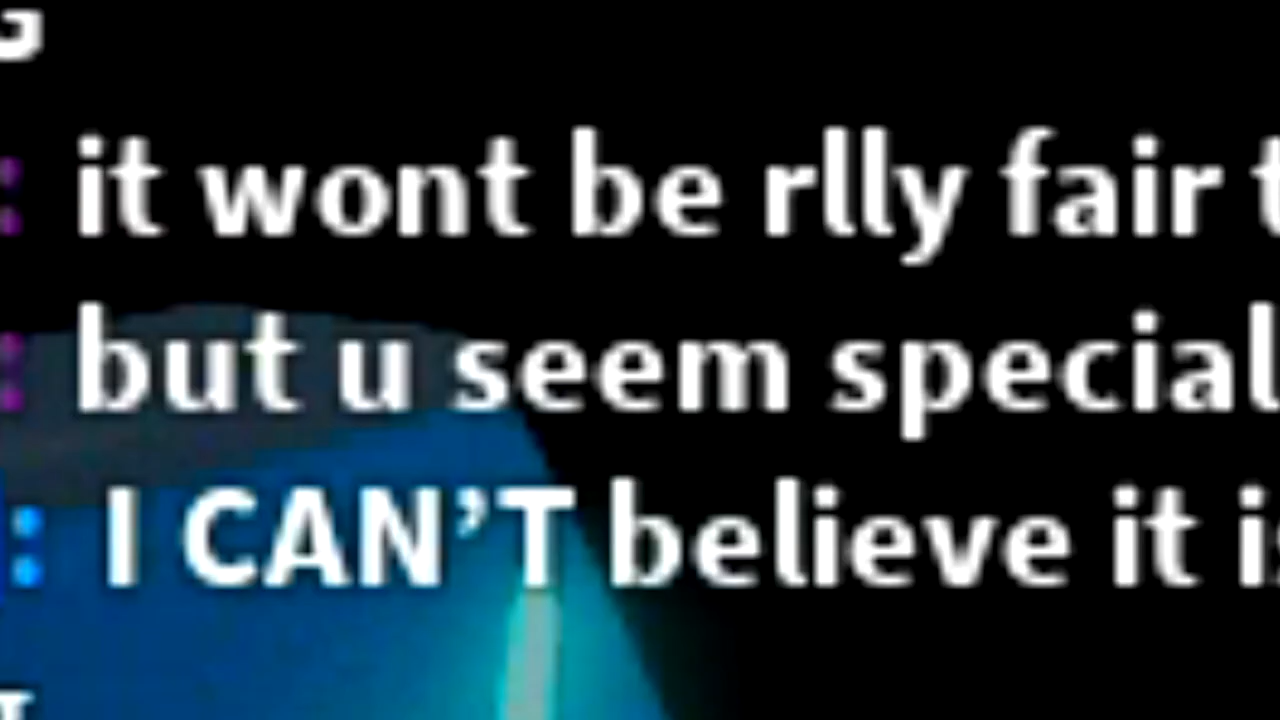 : it wont be rlly fair
: but u seem special
: I CAN’T believe it